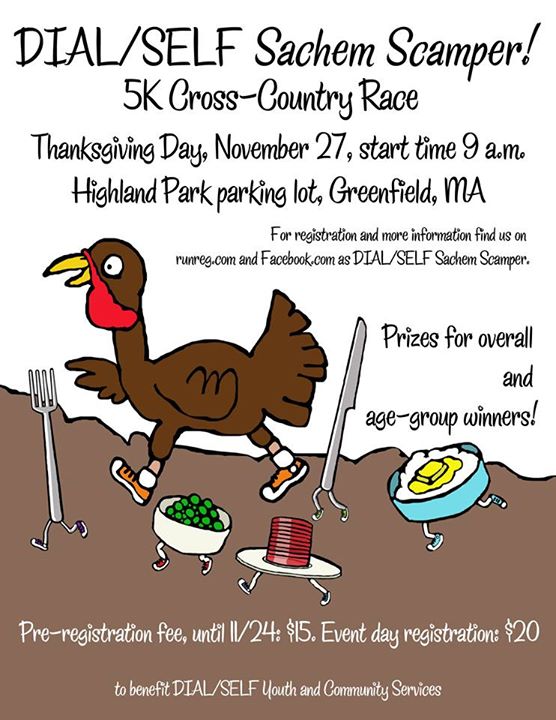 DIAL/SELF Sachem Scamper!
5K Cross-Country Race
Thanksgiving Day, November 27, start time 9 a.m.
Highland Park parking lot, Greenfield, MA
For registration and more information find us on
runreg.com and Facebook.com as DIAL/SELF Sachem Scamper.
Prizes for overall
and
age-group winners!
Pre-registration fee, until 11/24: $15. Event day registration: $20
to benefit DIAL/SELF Youth and Community Services